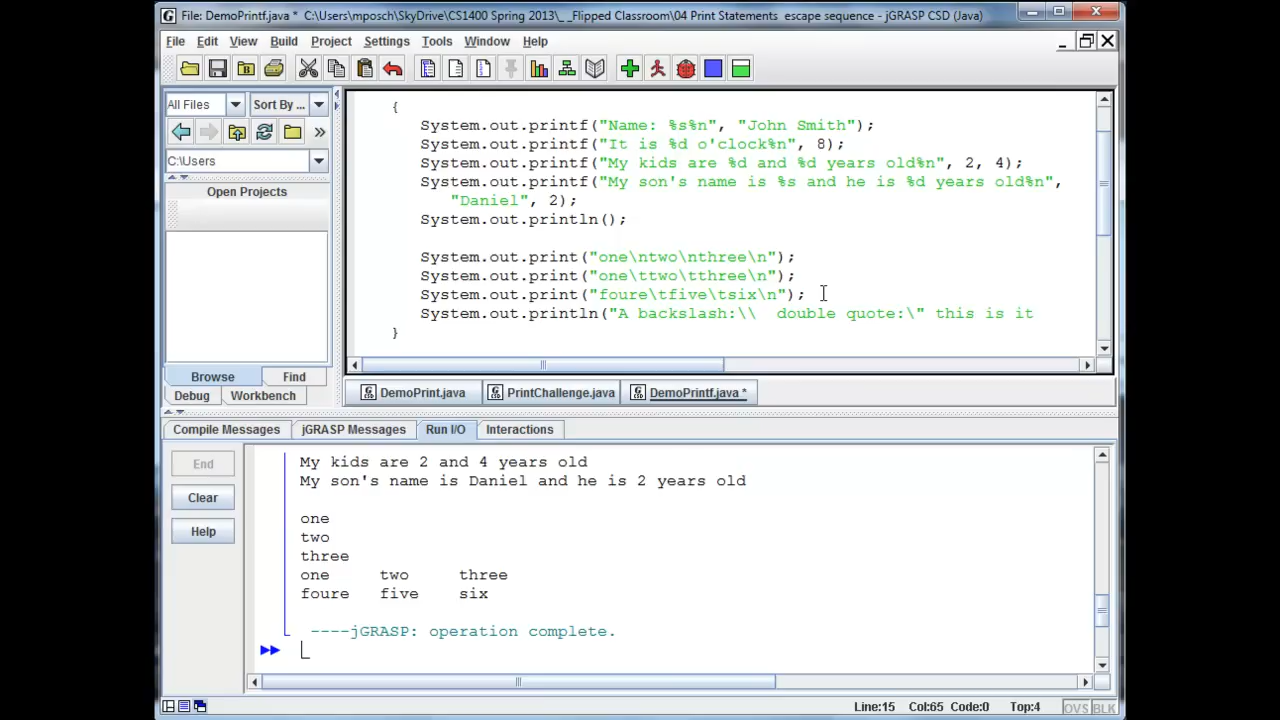 File: DemoPrintf.java * C:\Users\mposch\SkyDrive\CS1400 Spring 2013\_ _Flipped Classroom\04 Print Statements escape sequence - jGRASP CSD (Java)
File Edit View Build Project Settings Tools Window Help
All Files Sort By ...
C:\Users
Open Projects
Browse Find
Debug Workbench
{
System.out.printf("Name: %s%n", "John Smith");
System.out.printf("It is %d o'clock%n", 8);
System.out.printf("My kids are %d and %d years old%n", 2, 4);
System.out.printf("My son's name is %s and he is %d years old%n",
"Daniel", 2);
System.out.println();
System.out.print("one\ntwo\nthree\n");
System.out.print("one\ttwo\tthree\n");
System.out.print("foure\tfive\tsix\n");
System.out.println("A backslash:\\  double quote:\" this is it
}
DemoPrint.java PrintChallenge.java DemoPrintf.java *
Compile Messages jGRASP Messages Run I/O Interactions
End
Clear
Help
My kids are 2 and 4 years old
My son's name is Daniel and he is 2 years old
one
two
three
one two three
foure five six
----jGRASP: operation complete.
Line:15 Col:65 Code:0 Top:4 OVS BLK